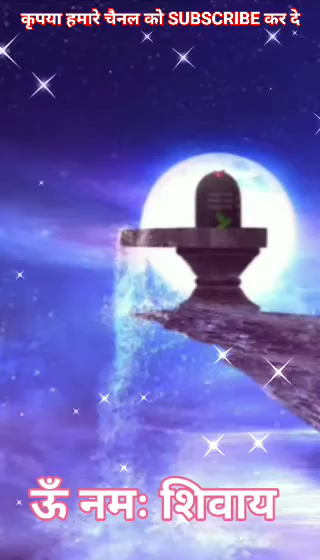 कृपया हमारे चैनल को SUBSCRIBE कर दे
ऊँ नमः शिवाय